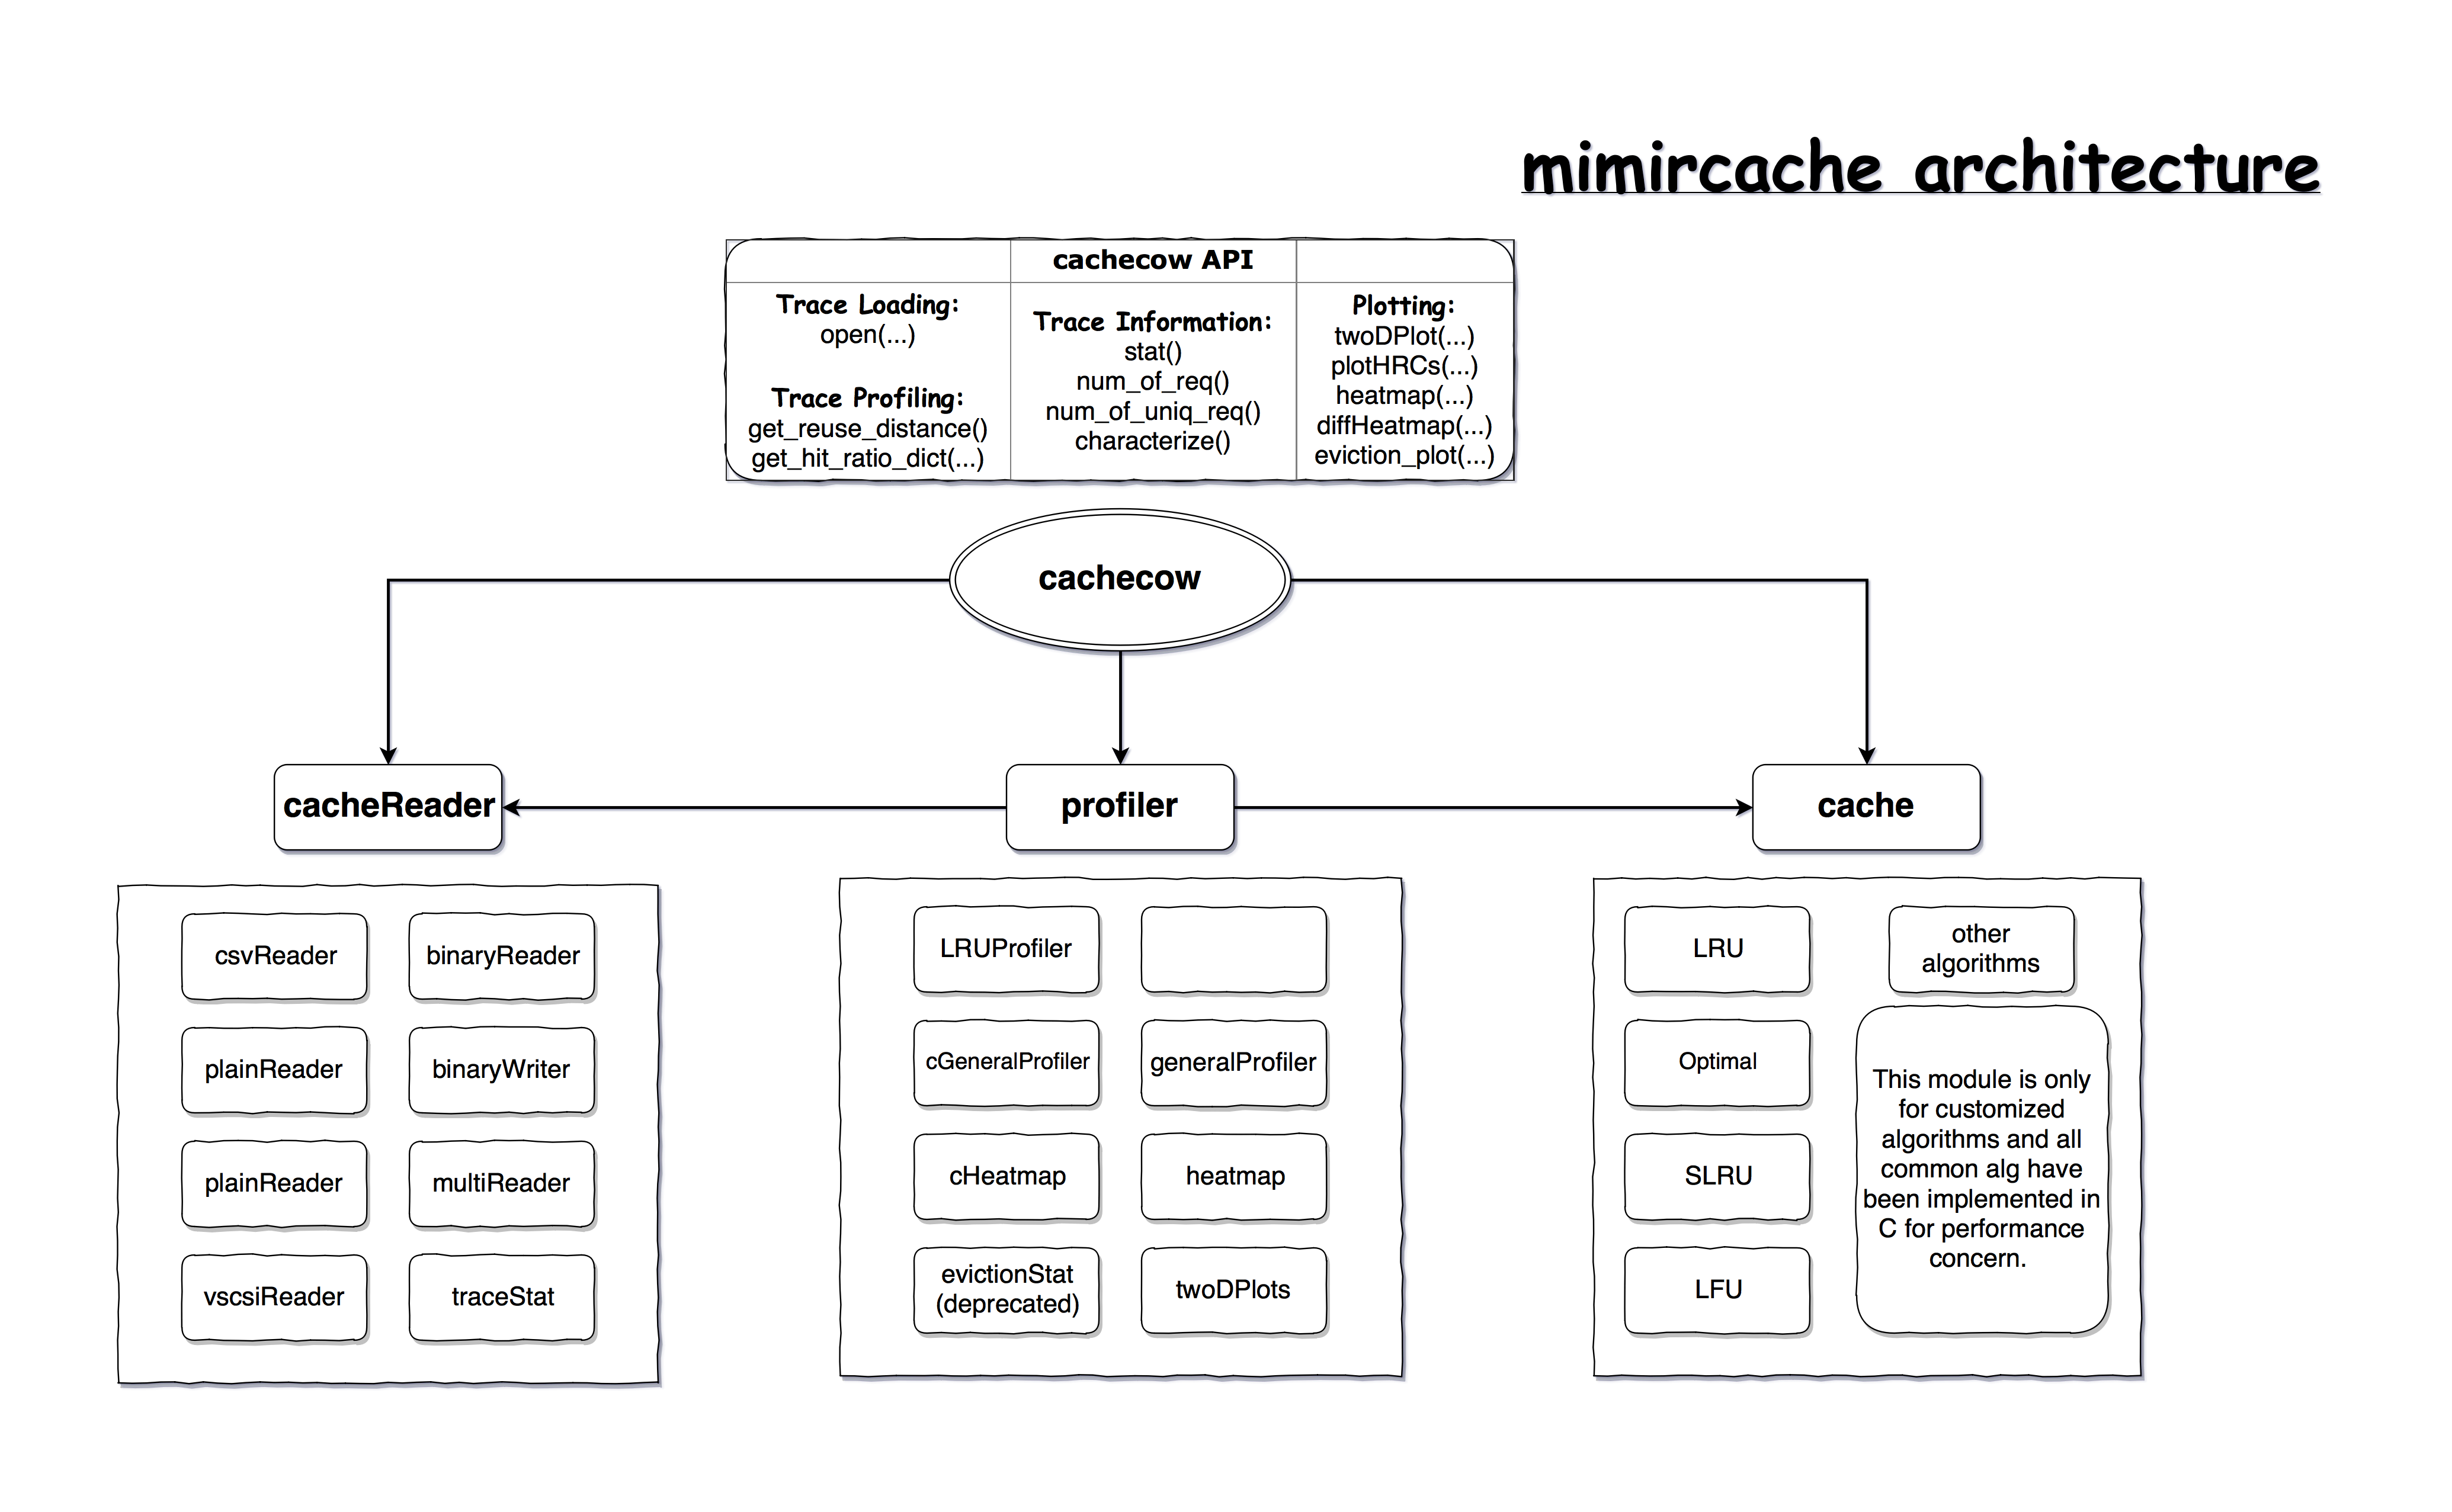 mimircache architecture
cachecow API
Trace Loading:
open(...)
Trace Profiling:
get_reuse_distance()
get_hit_ratio_dict(...)
Trace Information:
stat()
num_of_req()
num_of_uniq_req()
characterize()
Plotting:
twoDPlot(...)
plotHRCs(...)
heatmap(...)
diffHeatmap(...)
eviction_plot(...)
cachecow
cacheReader
profiler
cache
csvReader
binaryReader
plainReader
binaryWriter
plainReader
multiReader
vscsiReader
traceStat
LRUProfiler
cGeneralProfiler
generalProfiler
cHeatmap
heatmap
evictionStat
(deprecated)
twoDPlots
LRU
Optimal
SLRU
LFU
other
algorithms
This module is only
for customized
algorithms and all
common alg have
been implemented in
C for performance
concern.